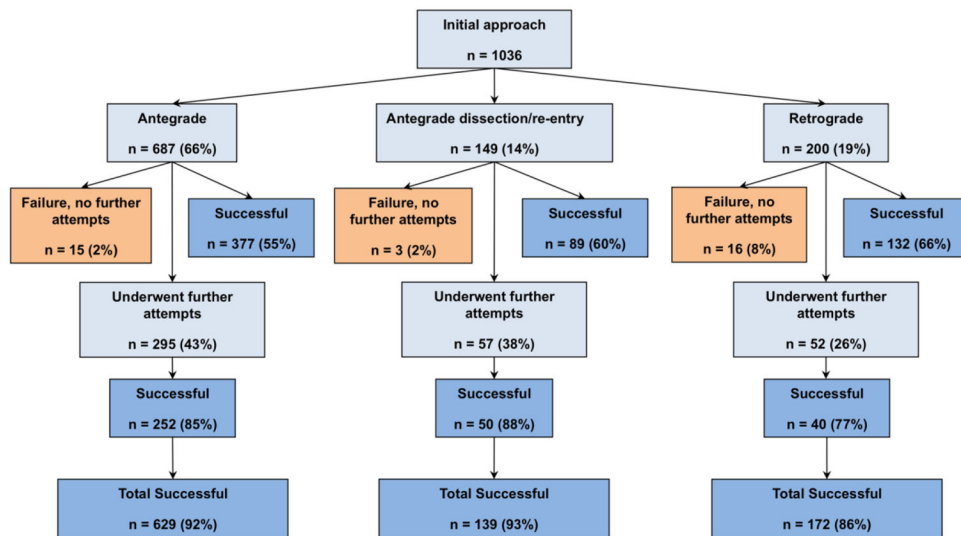 Initial approach
n = 1036
Antegrade
n = 687 (66%)
Antegrade dissection/re-entry
n = 149 (14%)
Retrograde
n = 200 (19%)
Failure, no further
attempts
n = 15 (2%)
Successful
n = 377 (55%)
Failure, no
further attempts
n = 3 (2%)
Successful
n = 89 (60%)
Failure, no
further attempts
n = 16 (8%)
Successful
n = 132 (66%)
Underwent further
attempts
n = 295 (43%)
Underwent further
attempts
n = 57 (38%)
Underwent further
attempts
n = 52 (26%)
Successful
n = 252 (85%)
Successful
n = 50 (88%)
Successful
n = 40 (77%)
Total Successful
n = 629 (92%)
Total Successful
n = 139 (93%)
Total Successful
n = 172 (86%)